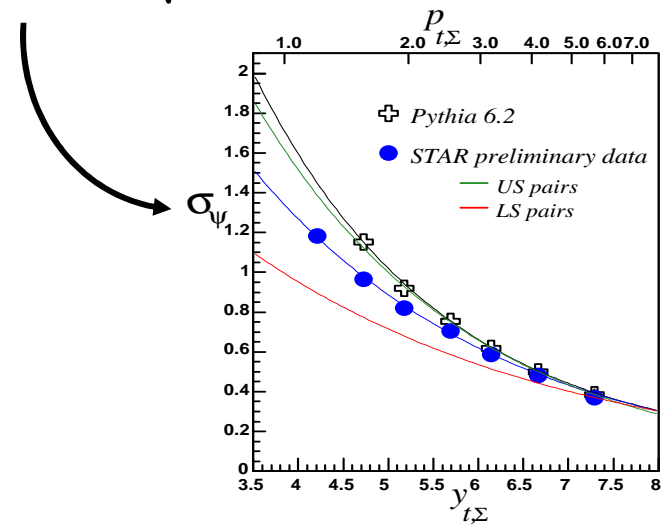 p t,Σ
1.0 2.0 3.0 4.0 5.0 6.0 7.0
2
1.8
1.6
1.4
1.2
1
0.8
0.6
0.4
0.2
0
σψ
Pythia 6.2
STAR preliminary data
US pairs
LS pairs
3.5 4 4.5 5 5.5 6 6.5 7 7.5 8
y t,Σ